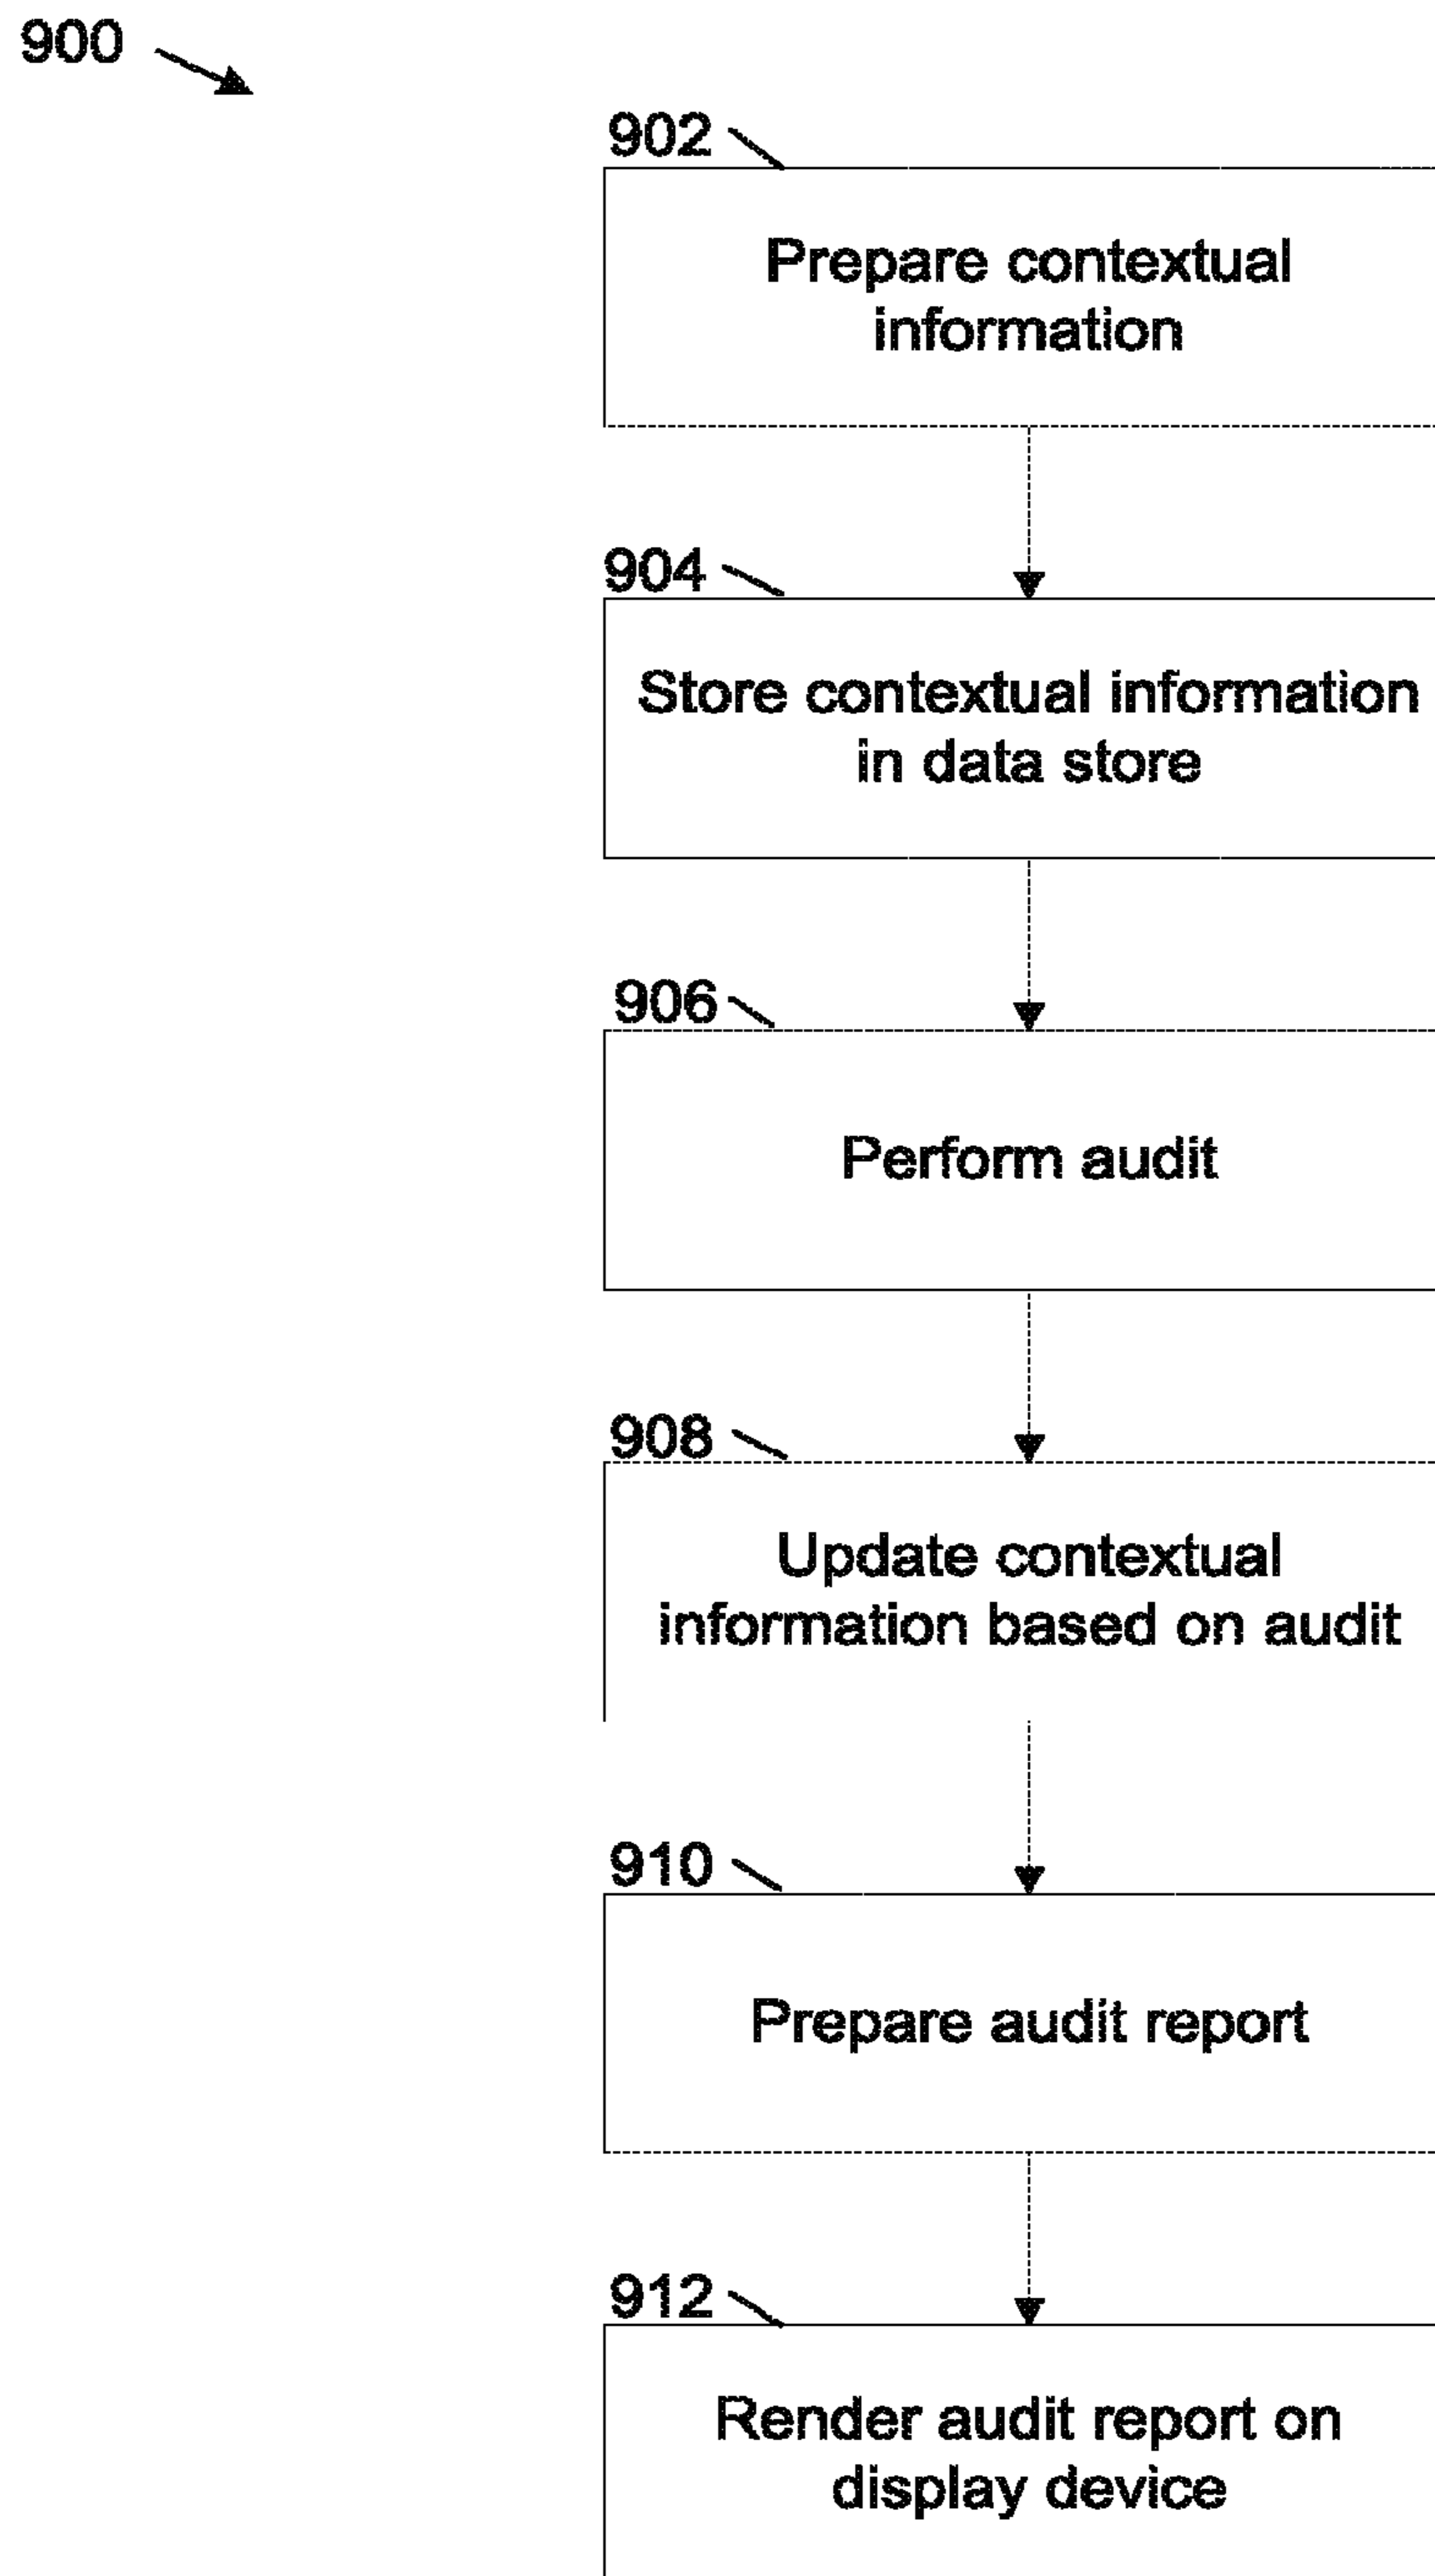 900
902
Prepare contextual
information
904
Store contextual information
in data store
906
Perform audit
908
Update contextual
information based on audit
910
Prepare audit report
912
Render audit report on
display device